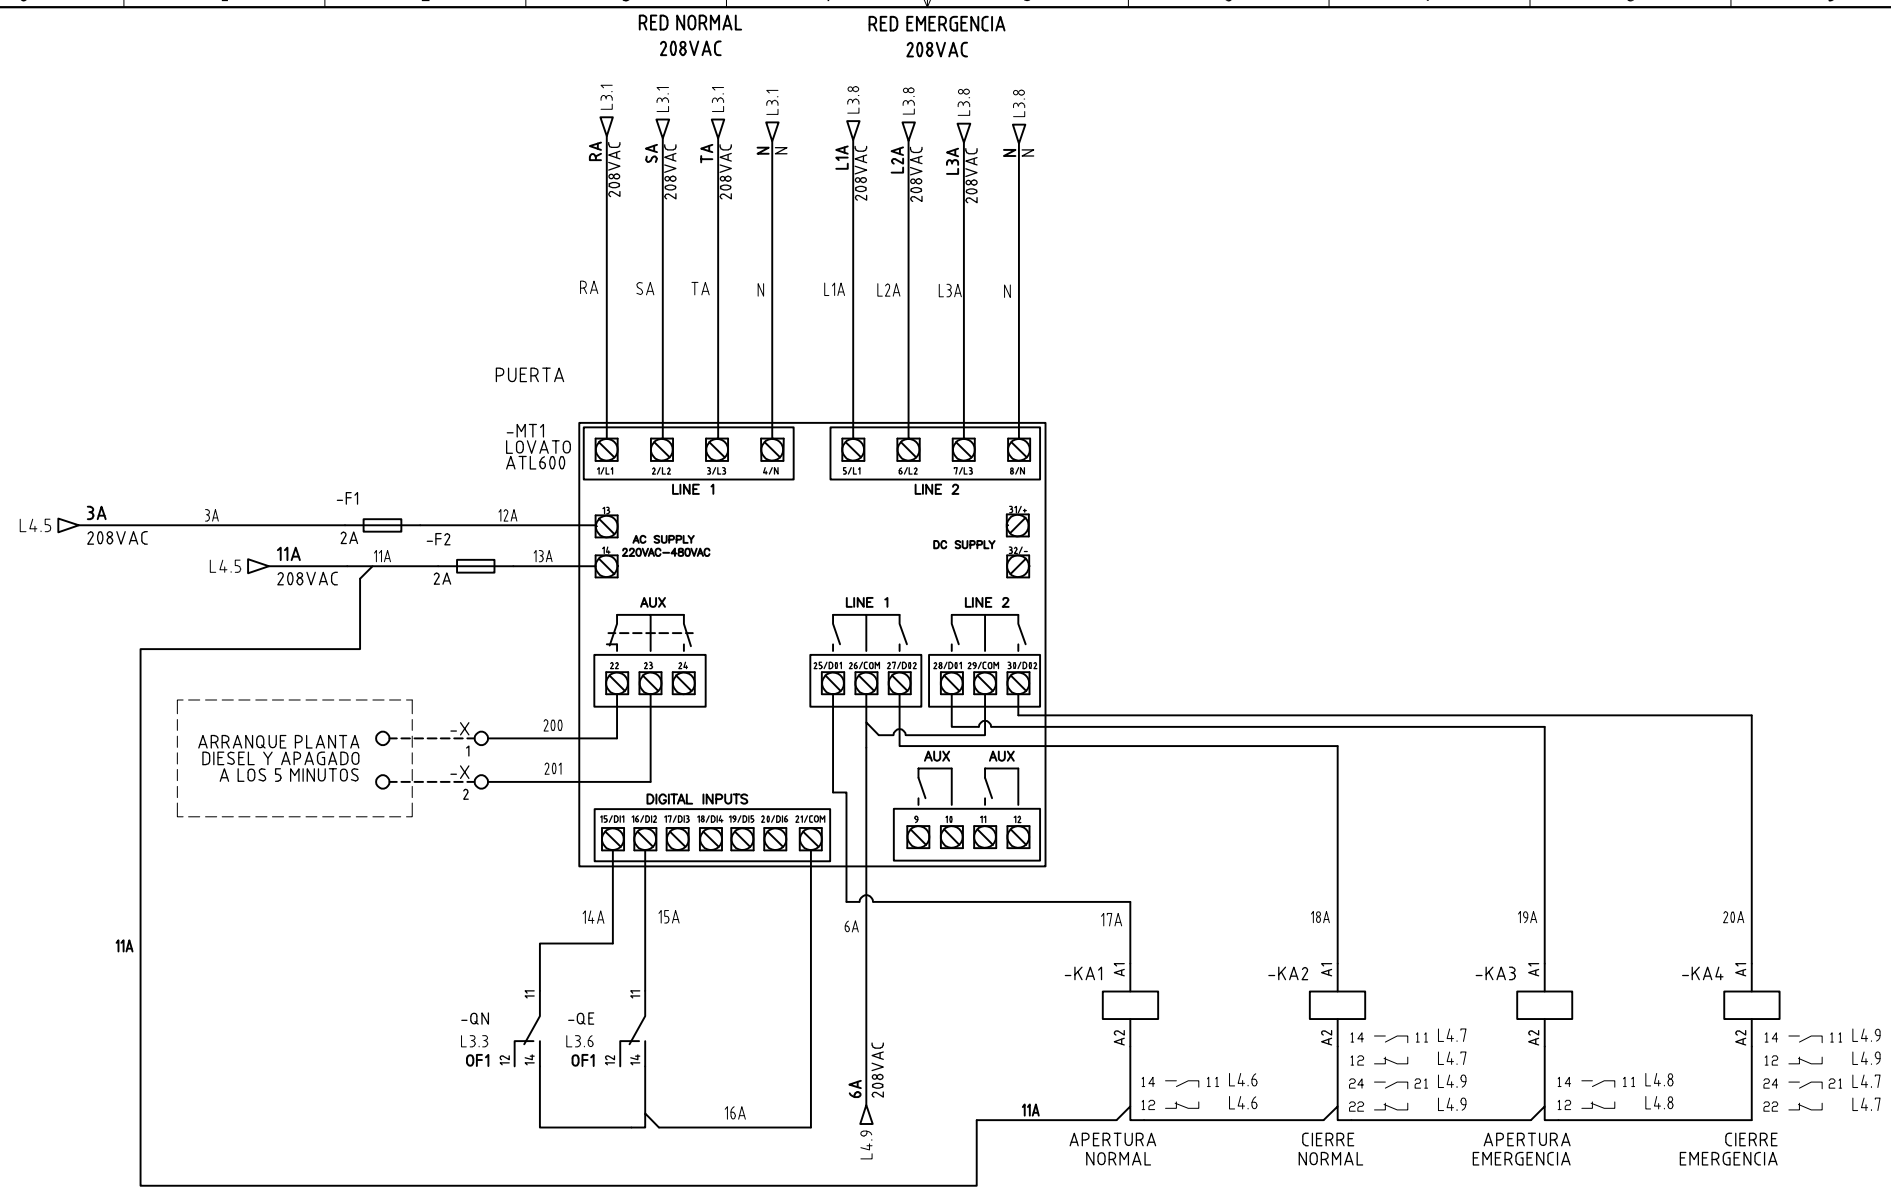 RED NORMAL
208VAC
RED EMERGENCIA
208VAC
L3.1
L3.1
L3.1
L3.1
L3.8
L3.8
L3.8
L3.8
RA
208VAC
SA
208VAC
TA
208VAC
N
N
L1A
208VAC
L2A
208VAC
L3A
208VAC
N
N
RA
SA
TA
N
L1A
L2A
L3A
N
PUERTA
-MT1
LOVATO
ATL600
1/L1
2/L2
3/L3
4/N
5/L1
6/L2
7/L3
8/N
LINE 1
LINE 2
L4.5
3A
208VAC
3A
-F1
2A
12A
13
L4.5
11A
208VAC
11A
-F2
2A
13A
14
AC SUPPLY
220VAC-480VAC
31/+
DC SUPPLY
32/-
AUX
LINE 1
LINE 2
22
23
24
25/D01
26/COM
27/D02
28/D01
29/COM
30/D02
ARRANQUE PLANTA
DIESEL Y APAGADO
A LOS 5 MINUTOS
-X
1
200
-X
2
201
AUX
AUX
9
10
11
12
DIGITAL INPUTS
15/DI1
16/DI2
17/DI3
18/DI4
19/DI5
20/DI6
21/COM
14A
15A
6A
17A
18A
19A
20A
11A
-KA1
A1
A2
-KA2
A1
A2
-KA3
A1
A2
-KA4
A1
A2
-QN
L3.3
OF1
11
12
14
-QE
L3.6
OF1
11
12
14
16A
6A
208VAC
L4.9
11A
14 11 L4.6
12 L4.6
14 11 L4.7
12 L4.7
24 21 L4.9
22 L4.9
14 11 L4.8
12 L4.8
14 11 L4.9
12 L4.9
24 21 L4.7
22 L4.7
APERTURA
NORMAL
CIERRE
NORMAL
APERTURA
EMERGENCIA
CIERRE
EMERGENCIA